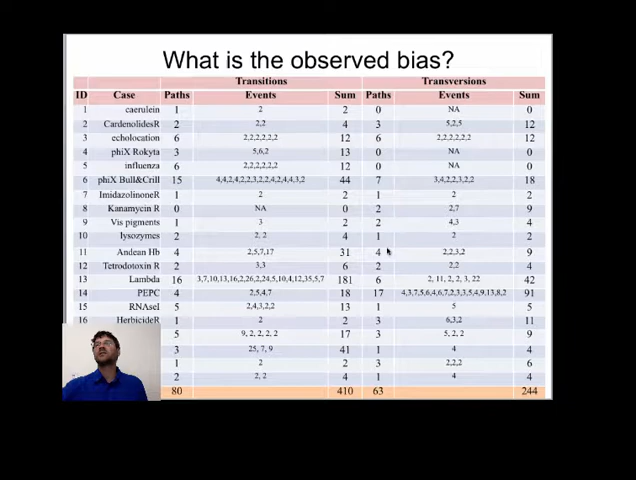 What is the observed bias?
Transitions Transversions
ID Case Paths Events Sum Paths Events Sum
1 caerulein 1 2 2 0 NA 0
2 CardenolidesR 2 2,2 4 3 5,2,5 12
3 echolocation 6 2,2,2,2,2,2 12 6 2,2,2,2,2,2 12
4 phiX Rokyta 3 5,6,2 13 0 NA 0
5 influenza 6 2,2,2,2,2,2 12 0 NA 0
6 phiX Bull&Crill 15 4,4,2,4,2,2,3,2,2,4,2,4,4,3,2 44 7 3,4,2,2,3,2,2 18
7 ImidazolinoneR 1 2 2 1 2 2
8 Kanamycin R 0 NA 0 2 2,7 9
9 Vis pigments 1 3 2 2 4,3 4
10 lysozymes 2 2, 2 4 1 2 2
11 Andean Hb 4 2,5,7,17 31 4 2,2,3,2 9
12 Tetrodotoxin R 2 3,3 6 2 2,2 4
13 Lambda 16 3,7,10,13,16,2,26,2,24,5,10,4,12,35,5,7 181 6 2, 11, 2, 2, 3, 22 42
14 PEPC 4 2,5,4,7 18 17 4,3,7,5,6,4,6,7,2,3,3,5,4,9,13,8,2 91
15 RNAseI 5 2,4,3,2,2 13 1 5 5
16 HerbicideR 1 2 2 3 6,3,2 11
5 9, 2, 2, 2, 2 17 3 5, 2, 2 9
3 25, 7, 9 41 1 4 4
1 2 2 3 2,2,2 6
2 2, 2 4 1 4 4
80 410 63 244